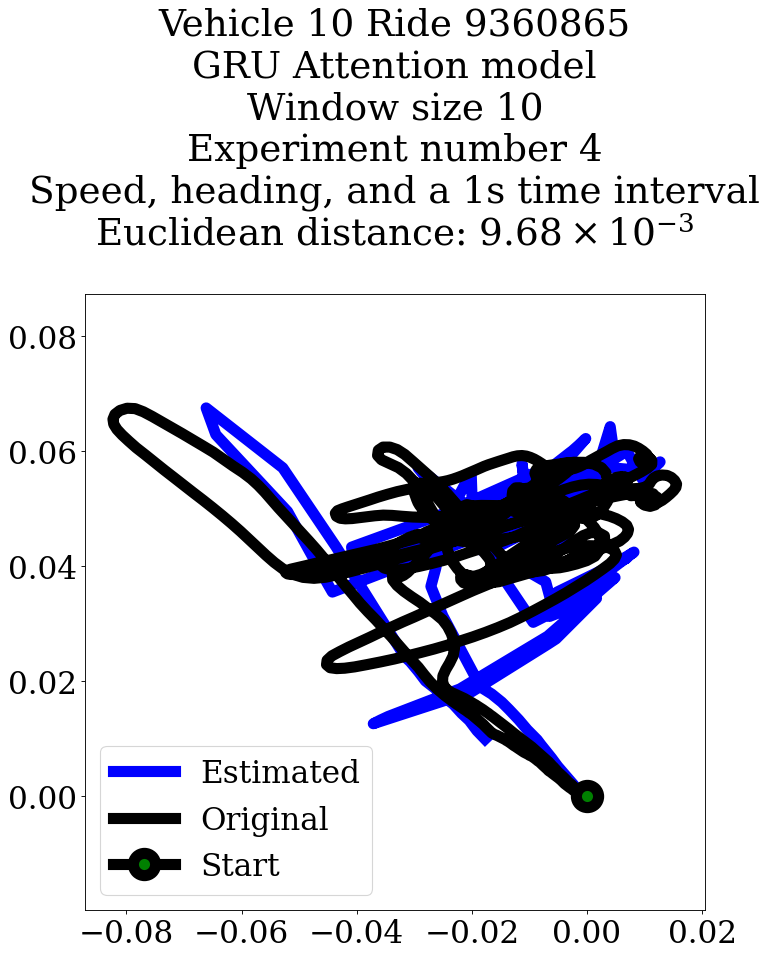 Vehicle 10 Ride 9360865
GRU Attention model
Window size 10
Experiment number 4
Speed, heading, and a 1s time interval
Euclidean distance: 9.68 × 10⁻³
0.08
0.06
0.04
0.02
0.00
Estimated
Original
Start
−0.08 −0.06 −0.04 −0.02 0.00 0.02